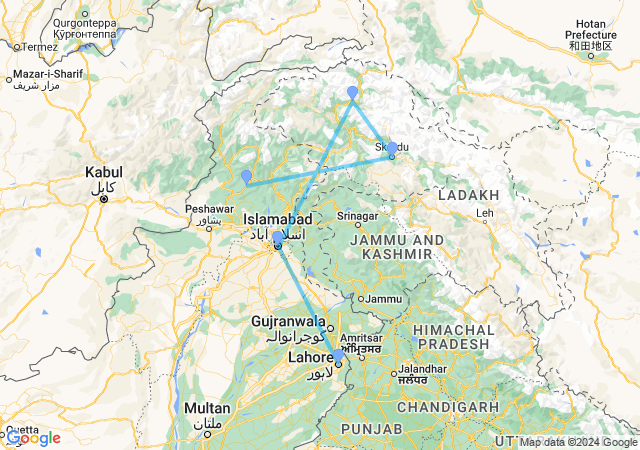 Qurgonteppa
Қӯрғонтеппа
Termez
Hotan
Prefecture
和田地区
Mazar-i-Sharif
مزار شریف
Skardu
Kabul
کابل
LADAKH
Peshawar
پشاور
Islamabad
اسلام آباد
Srinagar
Leh
JAMMU AND
KASHMIR
Jammu
Gujranwala
گوجرانوالہ
HIMACHAL
PRADESH
Amritsar
ਅੰਮ੍ਰਿਤਸਰ
Lahore
لاہور
Jalandhar
ਜਲੰਧਰ
Multan
ملتان
CHANDIGARH
Quetta
PUNJAB
Google
Map data ©2024 Google